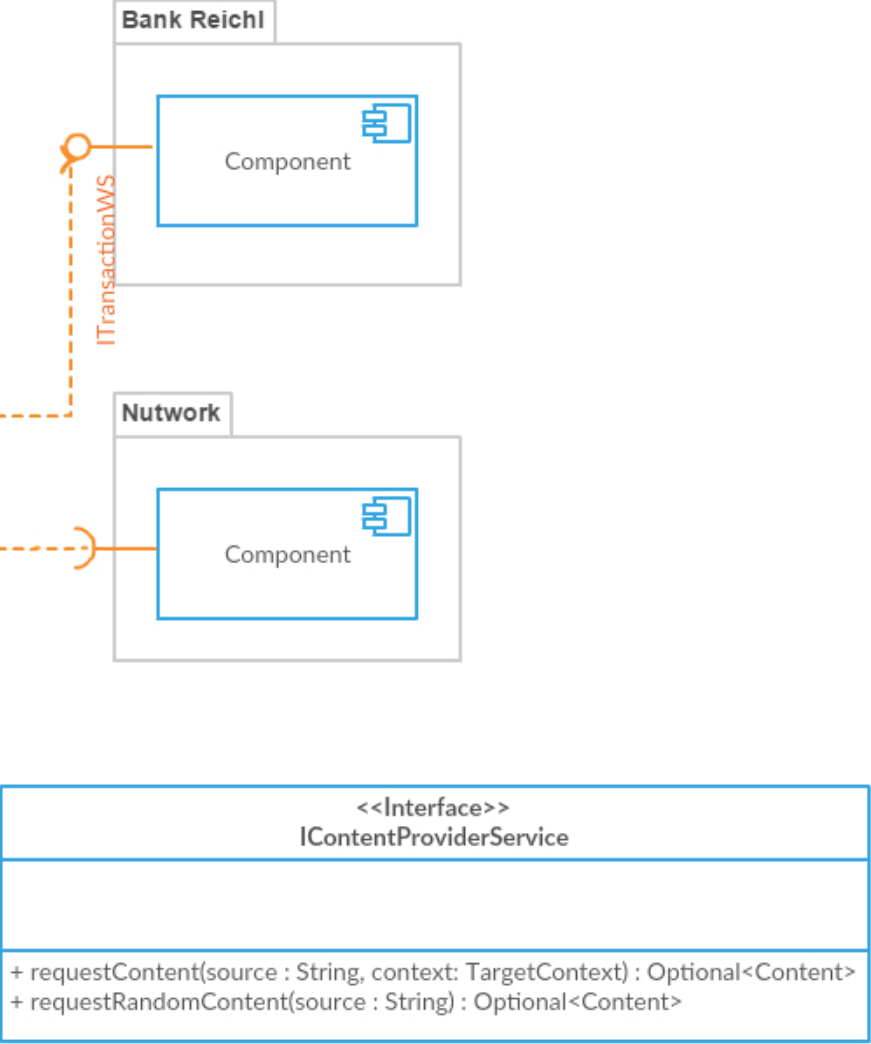 Bank Reichl
Component
ITransactionWS
Nutwork
Component
<<Interface>>
IContentProviderService
+ requestContent(source : String, context: TargetContext) : Optional<Content>
+ requestRandomContent(source : String) : Optional<Content>